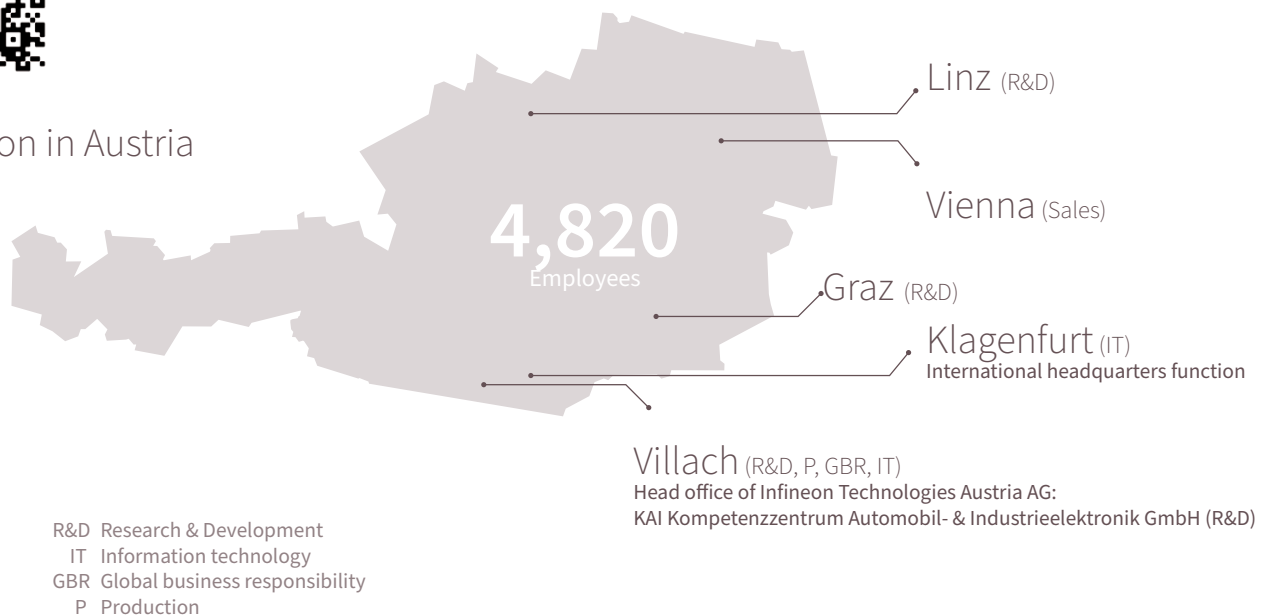 on in Austria
Linz (R&D)
Vienna (Sales)
4,820
Employees
Graz (R&D)
Klagenfurt (IT)
International headquarters function
Villach (R&D, P, GBR, IT)
Head office of Infineon Technologies Austria AG:
KAI Kompetenzzentrum Automobil- & Industrieelektronik GmbH (R&D)
R&D Research & Development
IT Information technology
GBR Global business responsibility
P Production